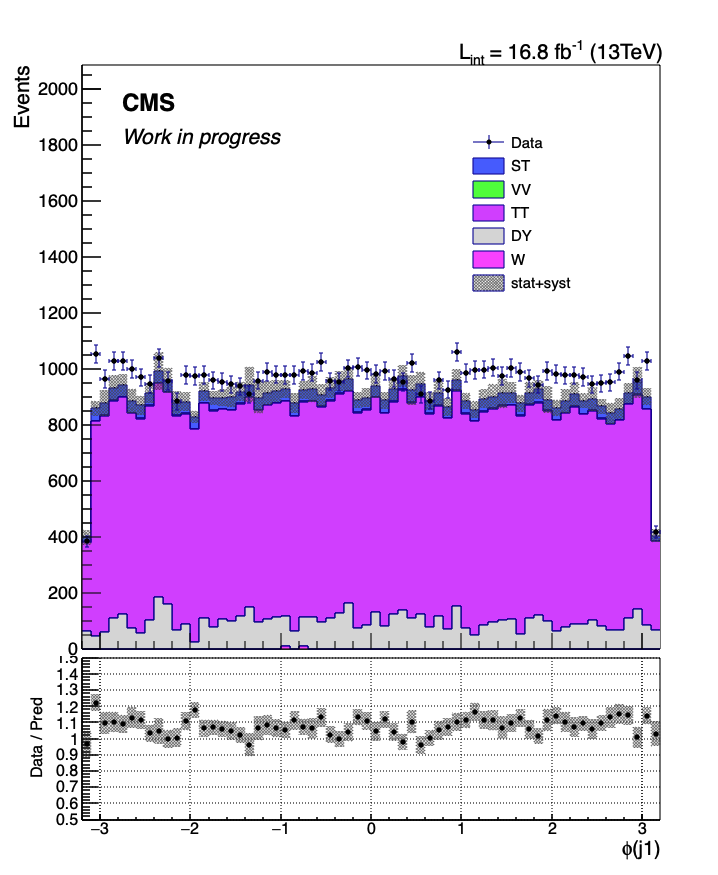 L_int = 16.8 fb^-1 (13TeV)
Events
2000
1800
1600
1400
1200
1000
800
600
400
200
0
CMS
Work in progress
Data
ST
VV
TT
DY
W
stat+syst
Data / Pred
1.5
1.4
1.3
1.2
1.1
1
0.9
0.8
0.7
0.6
0.5
−3 −2 −1 0 1 2 3
ϕ(j1)